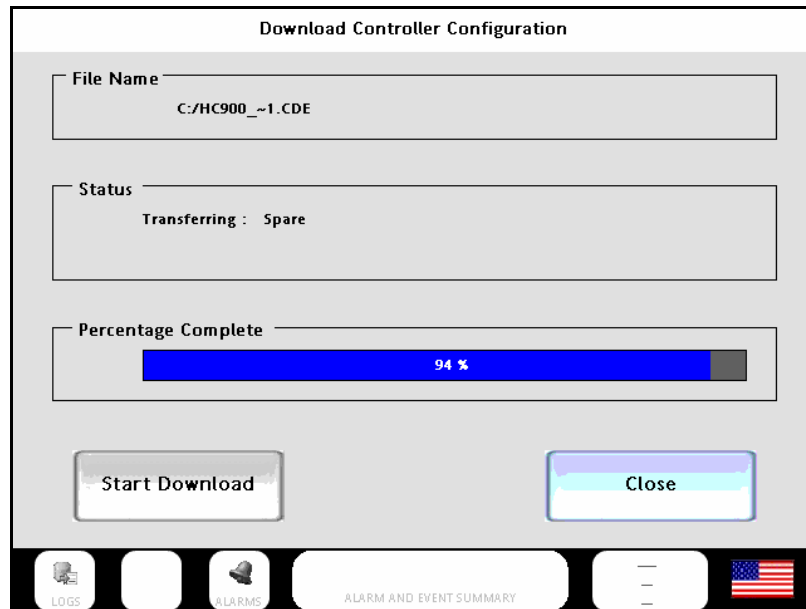 Download Controller Configuration
File Name
C:/HC900_~1.CDE
Status
Transferring : Spare
Percentage Complete
94 %
Start Download
Close
LOGS
ALARMS
ALARM AND EVENT SUMMARY